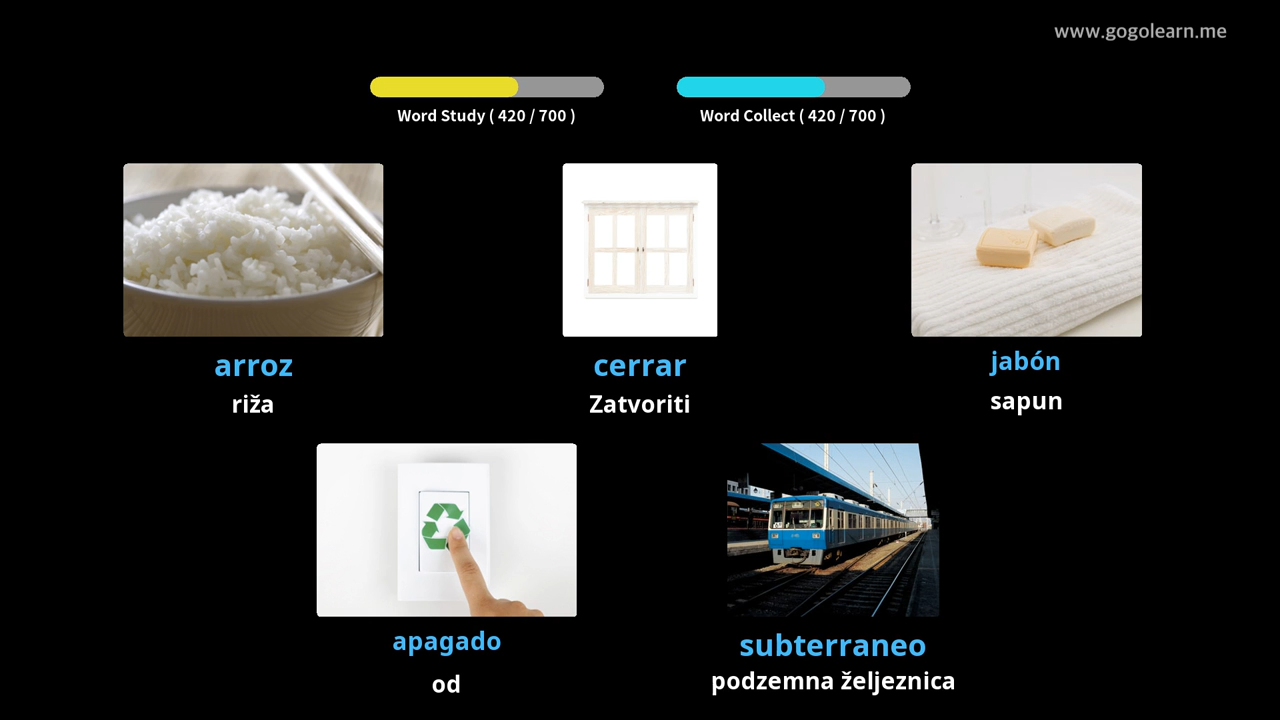 www.gogolearn.me
Word Study ( 420 / 700 )
Word Collect ( 420 / 700 )
arroz
riža
cerrar
Zatvoriti
jabón
sapun
apagado
od
subterraneo
podzemna željeznica